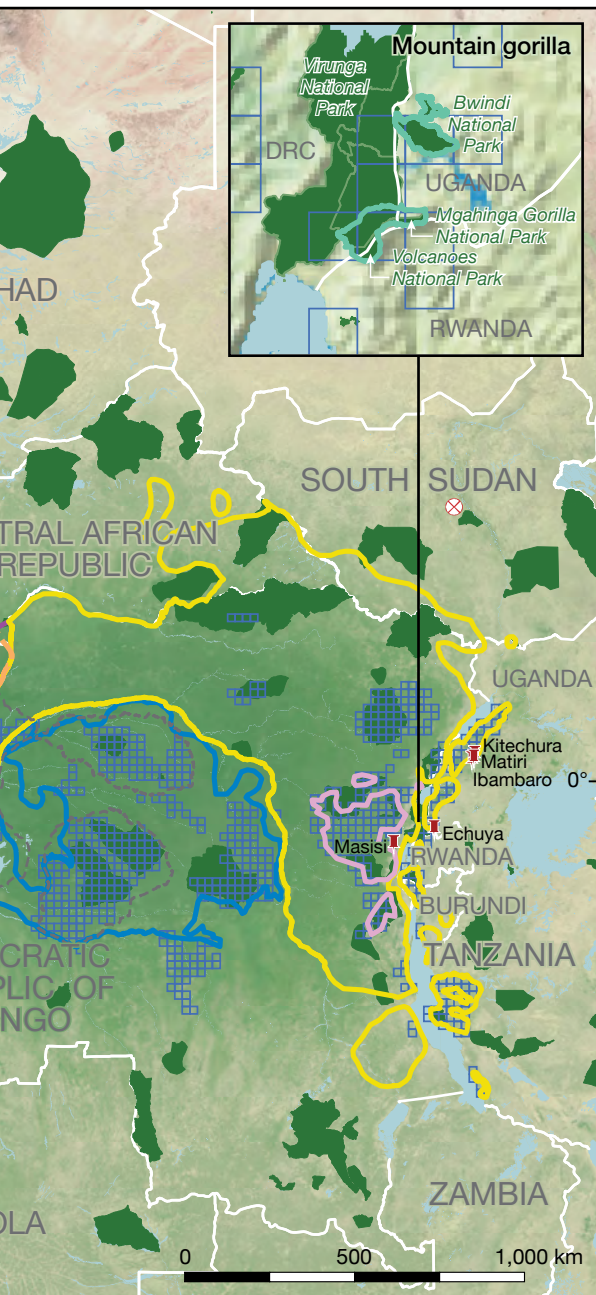 Mountain gorilla
Virunga
National
Park
Bwindi
National
Park
DRC
UGANDA
Mgahinga Gorilla
National Park
Volcanoes
National Park
RWANDA
HAD
SOUTH SUDAN
TRAL AFRICAN
REPUBLIC
UGANDA
Kitechura
Matiri
Ibambaro
0°
Echuya
Masisi
RWANDA
BURUNDI
CRATIC
PLIC OF
NGO
TANZANIA
ZAMBIA
OLA
0 500 1,000 km